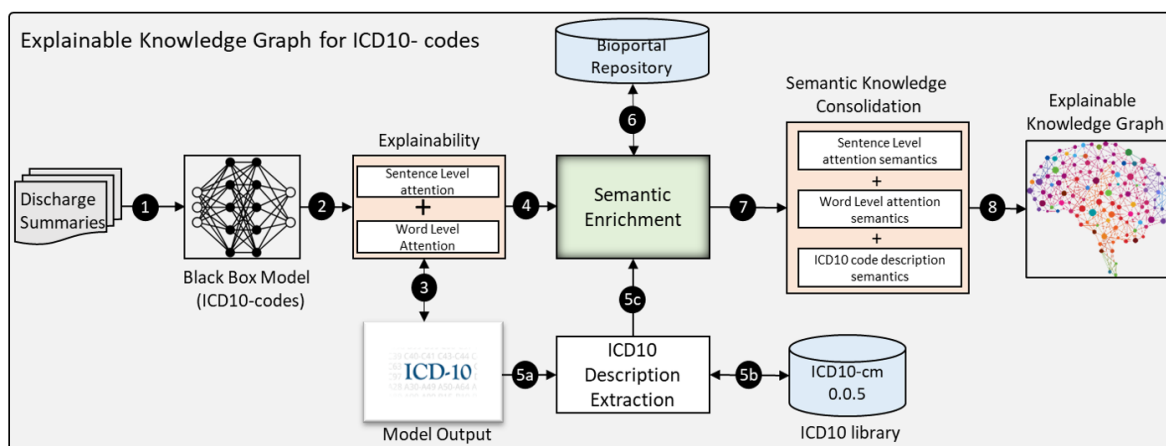 Explainable Knowledge Graph for ICD10- codes
Bioportal
Repository
Semantic Knowledge
Consolidation
Explainable
Knowledge Graph
Explainability
Sentence Level
attention
+
Word Level
Attention
Semantic
Enrichment
Sentence Level
attention semantics
+
Word Level attention
semantics
+
ICD10 code description
semantics
Discharge
Summaries
Black Box Model
(ICD10-codes)
1
2
3
4
5a
5b
5c
6
7
8
ICD-10
Model Output
ICD10
Description
Extraction
ICD10-cm
0.0.5
ICD10 library